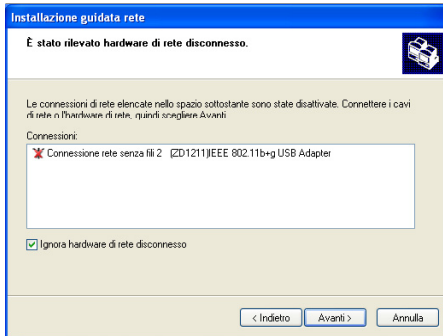 Installazione guidata rete
È stato rilevato hardware di rete disconnesso.
Le connessioni di rete elencate nello spazio sottostante sono state disattivate. Connettere i cavi
di rete o l'hardware di rete, quindi scegliere Avanti.
Connessioni:
Connessione rete senza fili 2 (ZD1211)IEEE 802.11b+g USB Adapter
Ignora hardware di rete disconnesso
< Indietro Avanti > Annulla